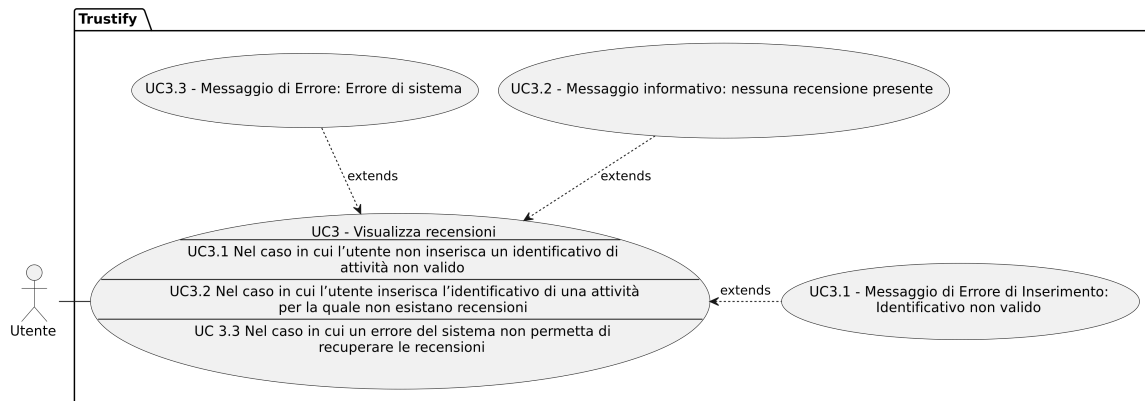 Trustify
UC3.3 - Messaggio di Errore: Errore di sistema
UC3.2 - Messaggio informativo: nessuna recensione presente
extends
extends
UC3 - Visualizza recensioni
UC3.1 Nel caso in cui l’utente non inserisca un identificativo di
attività non valido
UC3.2 Nel caso in cui l’utente inserisca l’identificativo di una attività
per la quale non esistano recensioni
UC 3.3 Nel caso in cui un errore del sistema non permetta di
recuperare le recensioni
Utente
extends
UC3.1 - Messaggio di Errore di Inserimento:
Identificativo non valido